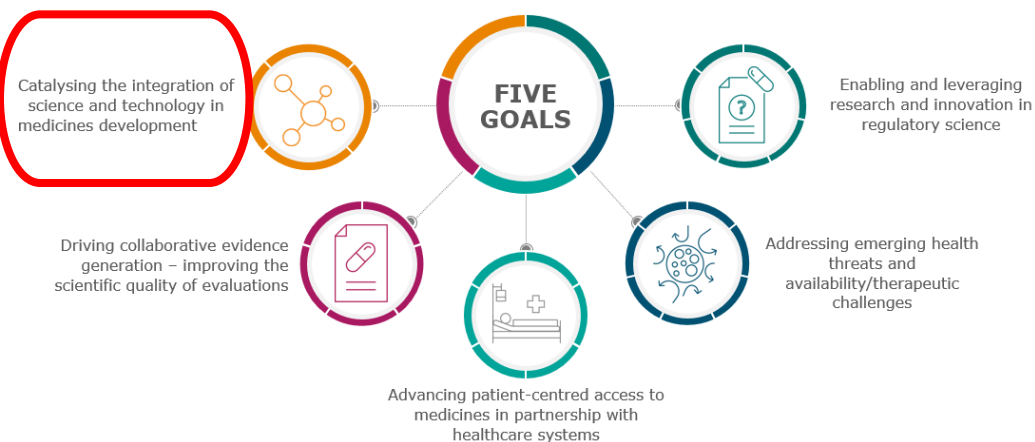 FIVE
GOALS
Catalysing the integration of
science and technology in
medicines development
Enabling and leveraging
research and innovation in
regulatory science
?
Driving collaborative evidence
generation – improving the
scientific quality of evaluations
Addressing emerging health
threats and
availability/therapeutic
challenges
Advancing patient-centred access to
medicines in partnership with
healthcare systems